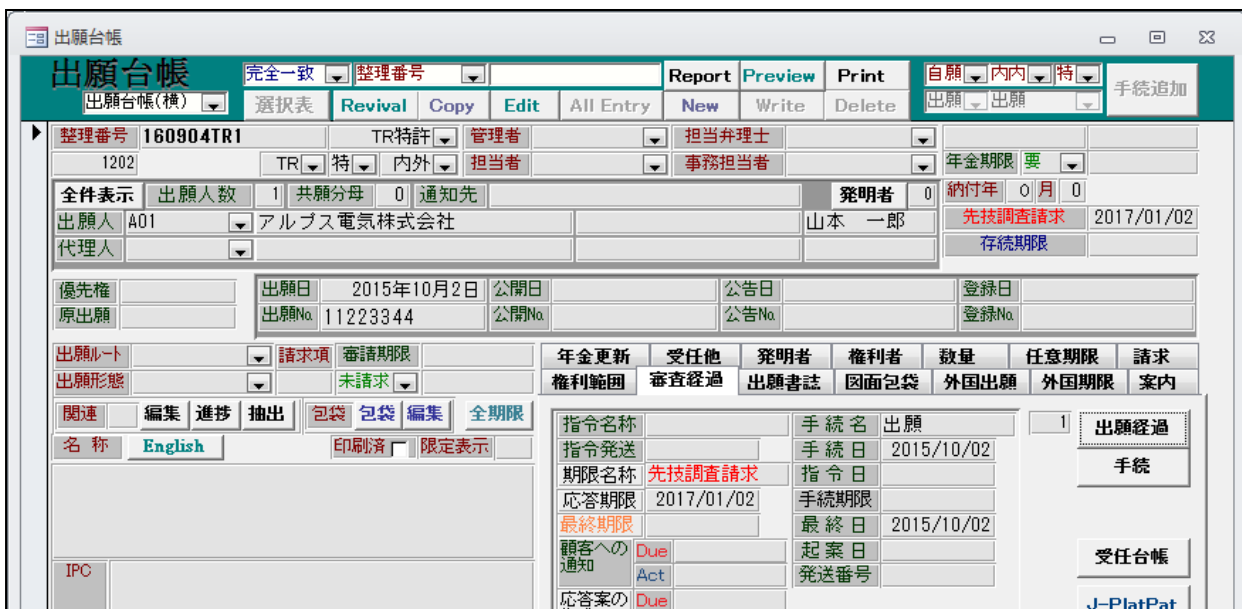 出願台帳
出願台帳 完全一致 整理番号 Report Preview Print 自願 内内 特 手続追加
出願台帳(横) 選択表 Revival Copy Edit All Entry New Write Delete 出願 出願
整理番号 160904TR1 TR特許 管理者 担当弁理士
1202 TR 特 内外 担当者 事務担当者 年金期限 要
全件表示 出願人数 1 共願分母 0 通知先 発明者 0 納付年 0 月 0
出願人 A01 アルプス電気株式会社 山本 一郎 先技調査請求 2017/01/02
代理人 存続期限
優先権 出願日 2015年10月2日 公開日 公告日 登録日
原出願 出願No. 11223344 公開No. 公告No. 登録No.
出願ルート 請求項 審請期限 年金更新 受任他 発明者 権利者 数量 任意期限 請求
出願形態 未請求 権利範囲 審査経過 出願書誌 図面包袋 外国出願 外国期限 案内
関連 編集 進捗 抽出 包袋 包袋 編集 全期限 指令名称 手続名 出願 1 出願経過
名称 English 印刷済 限定表示 指令発送 手続日 2015/10/02
期限名称 先技調査請求 指令日 手続
応答期限 2017/01/02 手続期限
最終期限 最終日 2015/10/02
顧客への通知 Due 起案日 受任台帳
IPC Act 発送番号
応答案の Due J-PlatPat